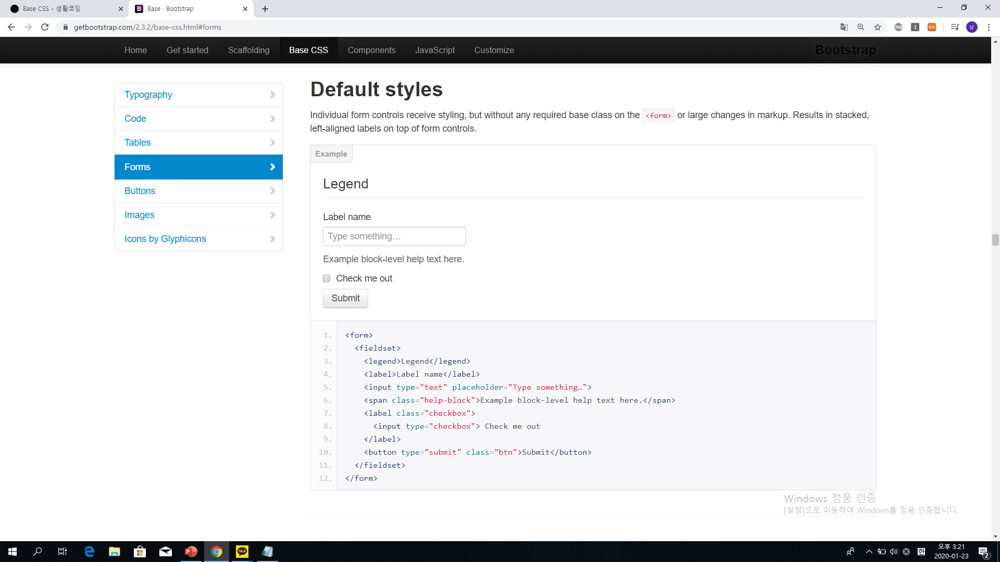 Base CSS - 생활코딩
B Base · Bootstrap
getbootstrap.com/2.3.2/base-css.html#forms
남
Home Get started Scaffolding Base CSS Components JavaScript Customize Bootstrap
Typography
Code
Tables
Forms
Buttons
Images
Icons by Glyphicons
Default styles
Individual form controls receive styling, but without any required base class on the <form> or large changes in markup. Results in stacked,
left-aligned labels on top of form controls.
Example
Legend
Label name
Type something…
Example block-level help text here.
Check me out
Submit
1. <form>
2. <fieldset>
3. <legend>Legend</legend>
4. <label>Label name</label>
5. <input type="text" placeholder="Type something…">
6. <span class="help-block">Example block-level help text here.</span>
7. <label class="checkbox">
8. <input type="checkbox"> Check me out
9. </label>
10. <button type="submit" class="btn">Submit</button>
11. </fieldset>
12. </form>
Windows 정품 인증
[설정]으로 이동하여 Windows를 정품 인증합니다.
TALK
한
오후 3:21
2020-01-23
2